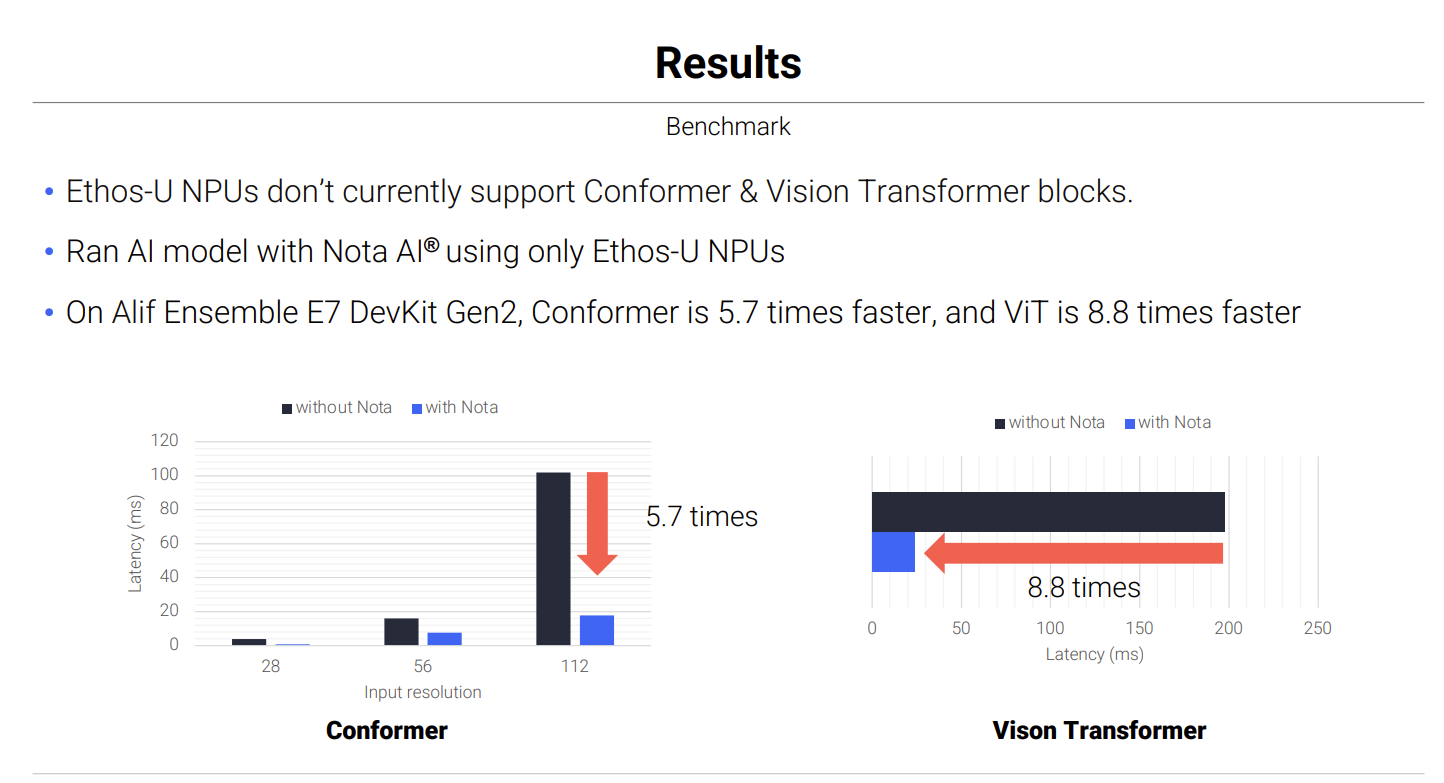 Results
Benchmark
• Ethos-U NPUs don’t currently support Conformer & Vision Transformer blocks.
• Ran AI model with Nota AI® using only Ethos-U NPUs
• On Alif Ensemble E7 DevKit Gen2, Conformer is 5.7 times faster, and ViT is 8.8 times faster
without Nota with Nota
120
100
80
60
40
20
0
Latency (ms)
28 56 112
Input resolution
5.7 times
Conformer
without Nota with Nota
8.8 times
0 50 100 150 200 250
Latency (ms)
Vison Transformer